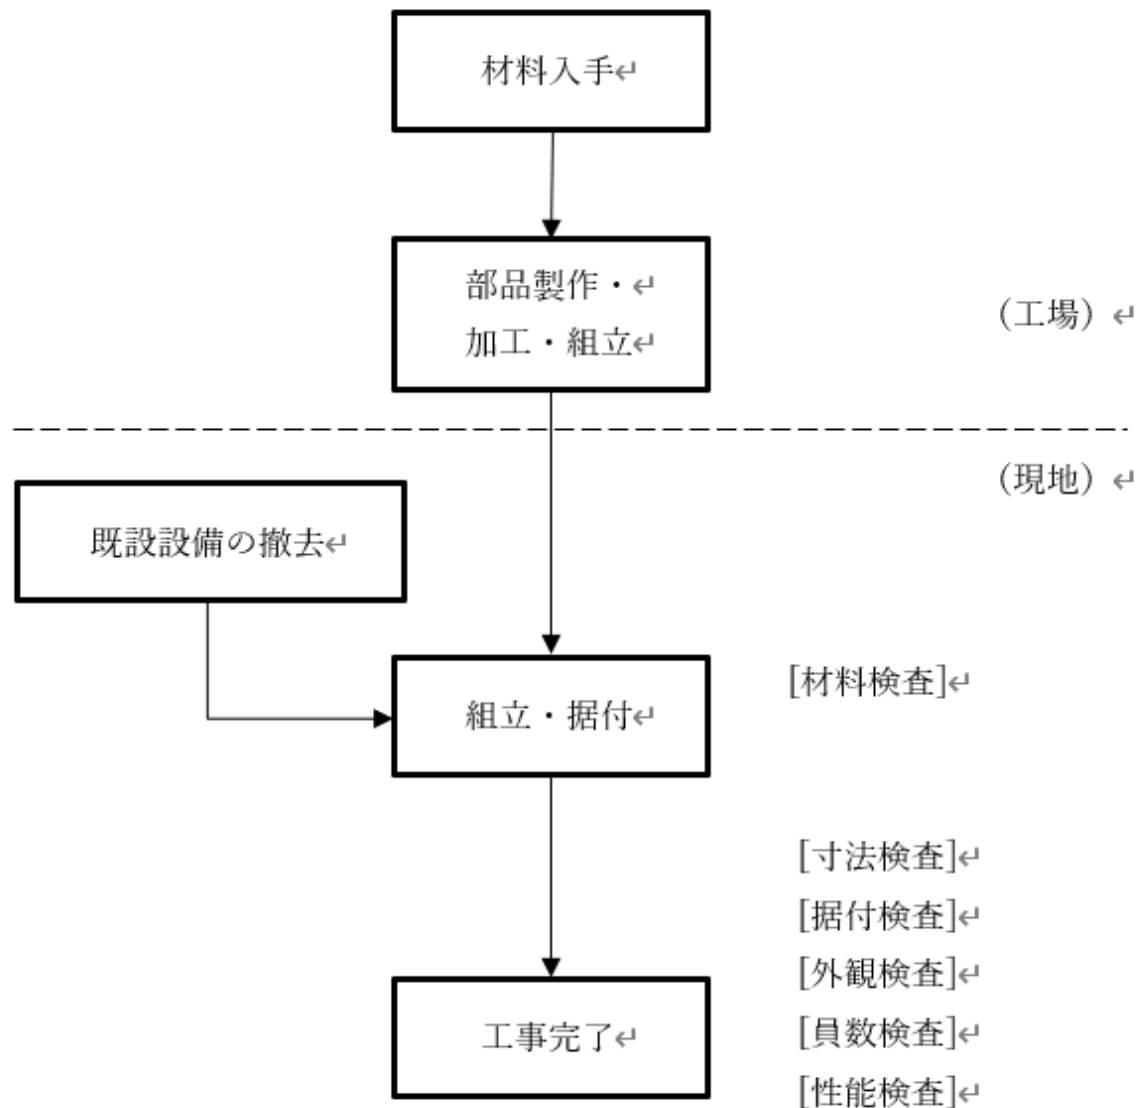 材料入手
部品製作・
加工・組立
（工場）
（現地）
既設設備の撤去
[材料検査]
組立・据付
[寸法検査]
[据付検査]
[外観検査]
[員数検査]
工事完了
[性能検査]